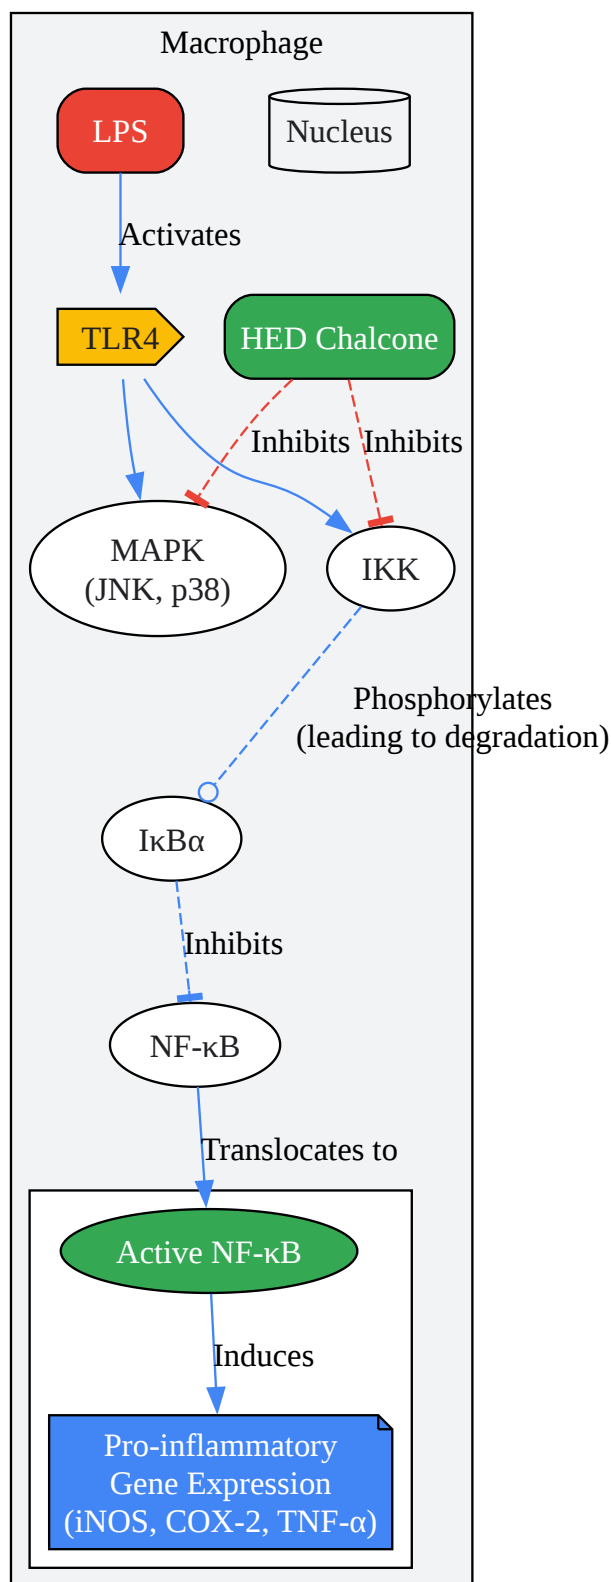 Macrophage
LPS
Nucleus
Activates
TLR4
HED Chalcone
Inhibits
Inhibits
MAPK
(JNK, p38)
IKK
Phosphorylates
(leading to degradation)
IκBα
Inhibits
NF-κB
Translocates to
Active NF-κB
Induces
Pro-inflammatory
Gene Expression
(iNOS, COX-2, TNF-α)